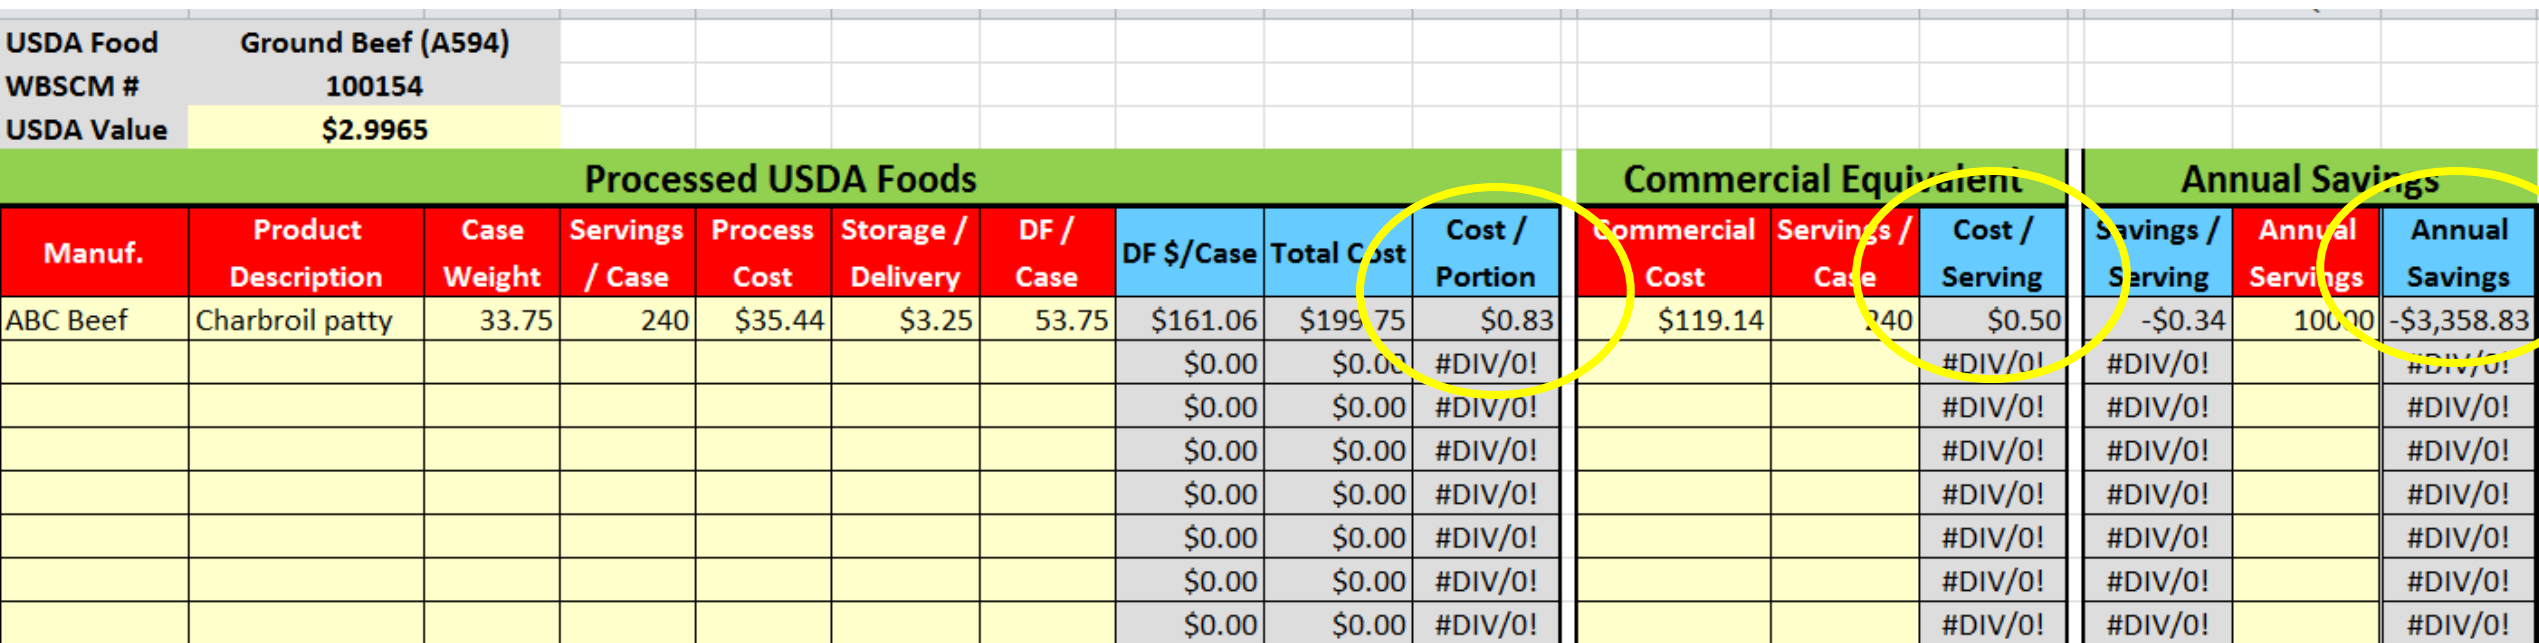 USDA Food Ground Beef (A594)
WBSCM # 100154
USDA Value $2.9965
Processed USDA Foods Commercial Equivalent Annual Savings
Manuf. Product Description Case Weight Servings / Case Process Cost Storage / Delivery DF / Case DF $/Case Total Cost Cost / Portion Commercial Cost Servings / Case Cost / Serving Savings / Serving Annual Servings Annual Savings
ABC Beef Charbroil patty 33.75 240 $35.44 $3.25 53.75 $161.06 $199.75 $0.83 $119.14 240 $0.50 -$0.34 10000 -$3,358.83
$0.00 $0.00 #DIV/0! #DIV/0! #DIV/0! #DIV/0!
$0.00 $0.00 #DIV/0! #DIV/0! #DIV/0! #DIV/0!
$0.00 $0.00 #DIV/0! #DIV/0! #DIV/0! #DIV/0!
$0.00 $0.00 #DIV/0! #DIV/0! #DIV/0! #DIV/0!
$0.00 $0.00 #DIV/0! #DIV/0! #DIV/0! #DIV/0!
$0.00 $0.00 #DIV/0! #DIV/0! #DIV/0! #DIV/0!
$0.00 $0.00 #DIV/0! #DIV/0! #DIV/0! #DIV/0!